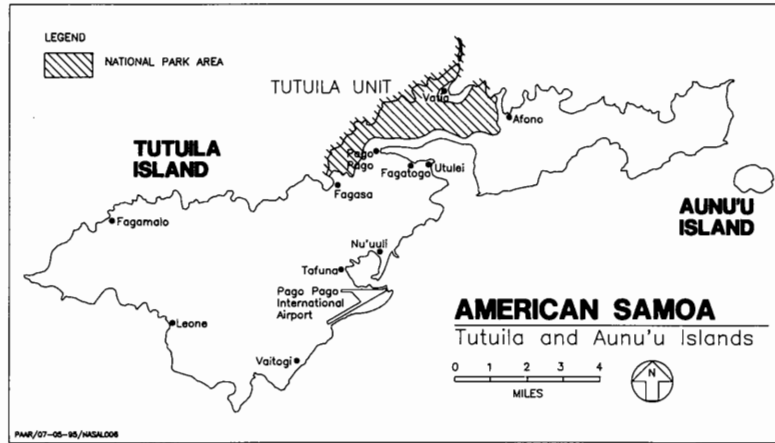 LEGEND
NATIONAL PARK AREA
TUTUILA UNIT
Vatia
Afono
TUTUILA
ISLAND
Pago
Pago
Fagatogo
Utulei
Fagasa
AUNU'U
ISLAND
Fagamalo
Nu'uuli
Tafuna
Pago Pago
International
Airport
Leone
Vaitogi
AMERICAN SAMOA
Tutuila and Aunu'u Islands
0 1 2 3 4
MILES
N
PAAR/07-05-95/NASAL006